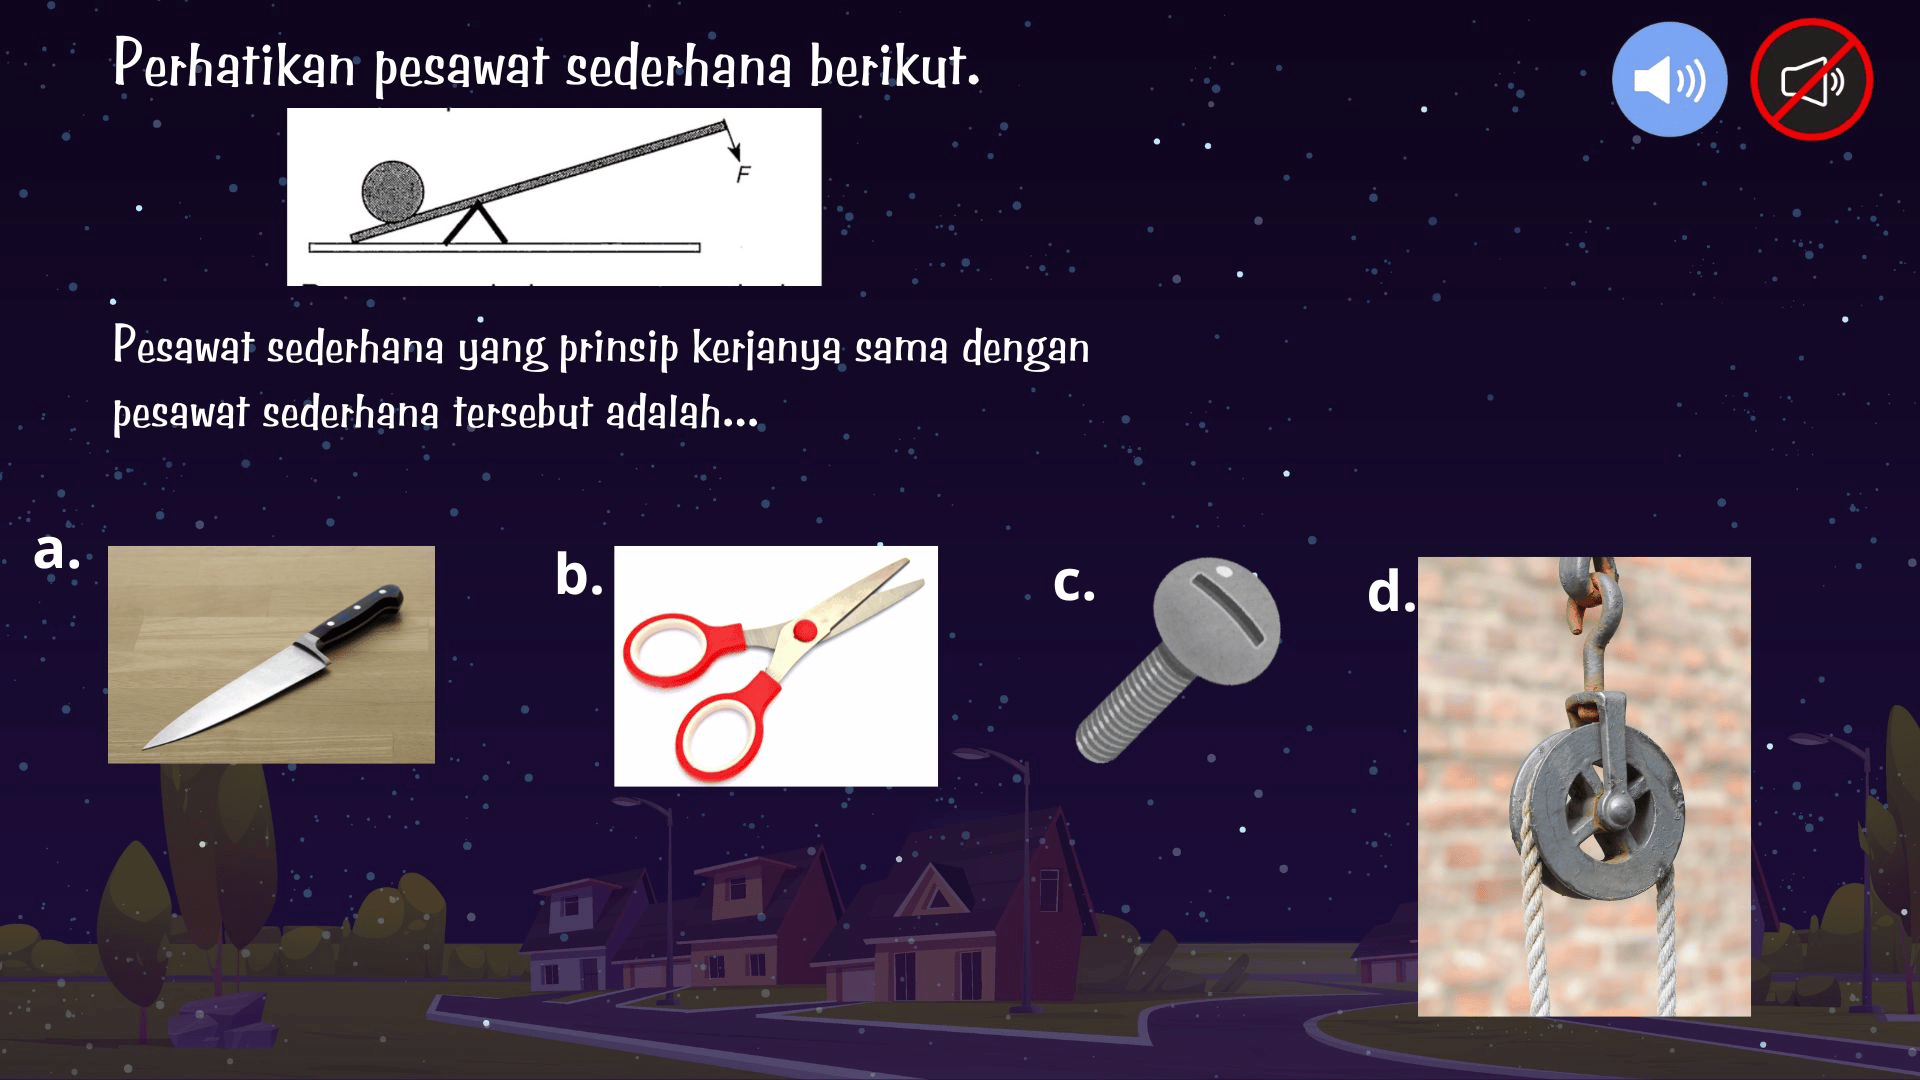 Perhatikan pesawat sederhana berikut.
F
Pesawat sederhana yang prinsip kerjanya sama dengan
pesawat sederhana tersebut adalah...
a.
b.
c.
d.